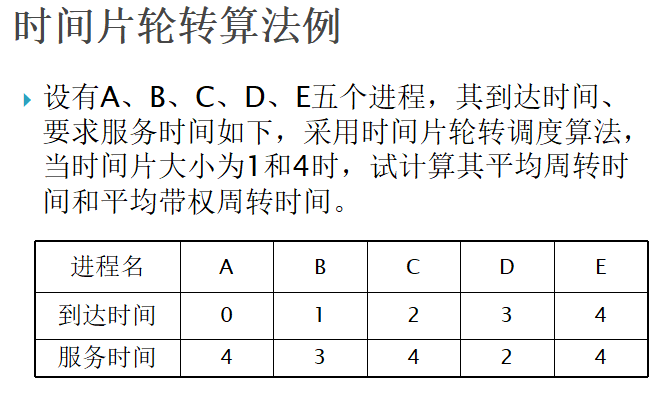 时间片轮转算法例
设有A、B、C、D、E五个进程，其到达时间、
要求服务时间如下，采用时间片轮转调度算法，
当时间片大小为1和4时，试计算其平均周转时
间和平均带权周转时间。
进程名 A B C D E
到达时间 0 1 2 3 4
服务时间 4 3 4 2 4